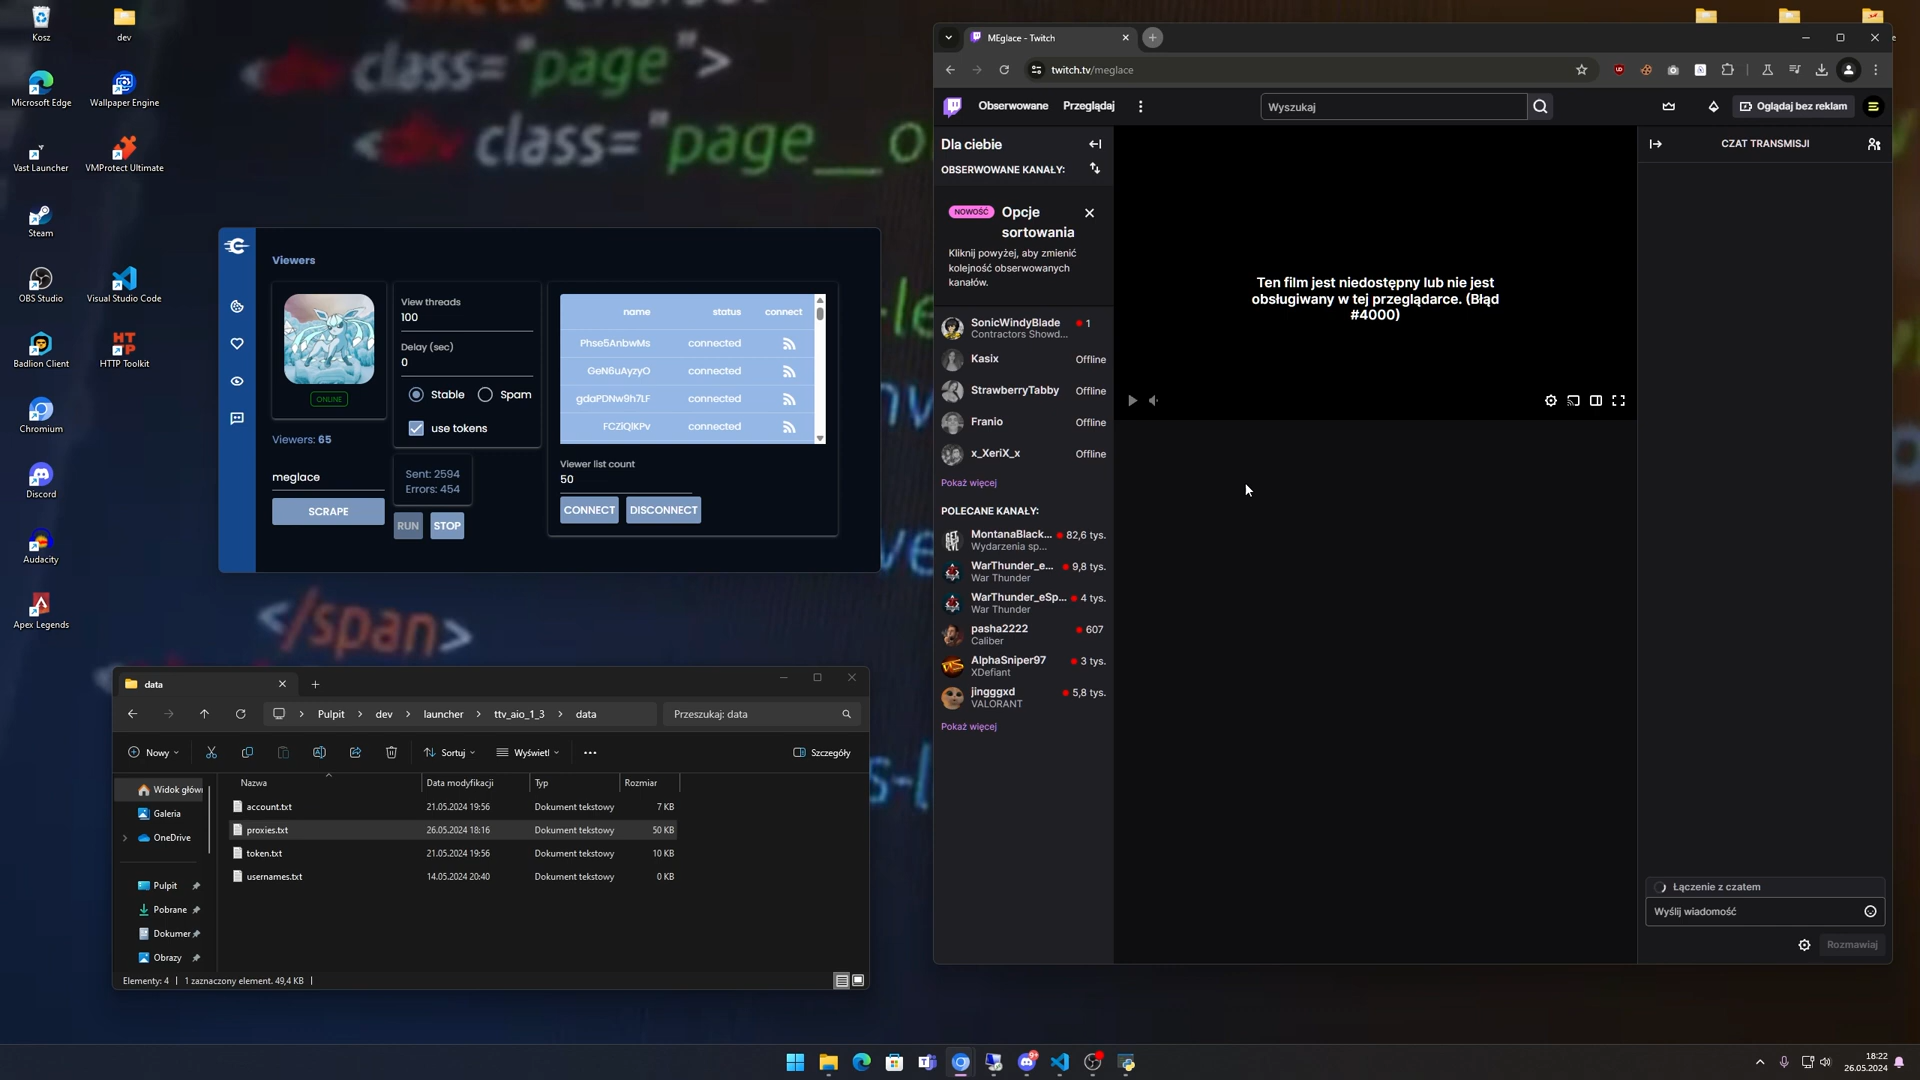 Kosz
dev
Microsoft Edge
Wallpaper Engine
Vast Launcher
VMProtect Ultimate
Steam
OBS Studio
Visual Studio Code
Badlion Client
HTTP Toolkit
Chromium
Discord
Audacity
Apex Legends
class="page">
class="page__o
</span>
Viewers
ONLINE
Viewers: 65
meglace
SCRAPE
View threads
100
Delay (sec)
0
Stable
Spam
use tokens
Sent: 2594
Errors: 454
RUN
STOP
name status connect
Phse5AnbwMs connected
GeN6uAyzyO connected
gdaPDNw9h7LF connected
FCZiQlKPv connected
Viewer list count
50
CONNECT
DISCONNECT
data
Pulpit > dev > launcher > ttv_aio_1_3 > data
Przeszukaj: data
Nowy
Sortuj
Wyświetl
Szczegóły
Widok główn
Galeria
OneDrive
Pulpit
Pobrane
Dokumer
Obrazy
Nazwa Data modyfikacji Typ Rozmiar
account.txt 21.05.2024 19:56 Dokument tekstowy 7 KB
proxies.txt 26.05.2024 18:16 Dokument tekstowy 50 KB
token.txt 21.05.2024 19:56 Dokument tekstowy 10 KB
usernames.txt 14.05.2024 20:40 Dokument tekstowy 0 KB
Elementy: 4 | 1 zaznaczony element. 49,4 KB |
MEglace - Twitch
twitch.tv/meglace
Obserwowane
Przeglądaj
Wyszukaj
Oglądaj bez reklam
Dla ciebie
OBSERWOWANE KANAŁY:
NOWOŚĆ
Opcje
sortowania
Kliknij powyżej, aby zmienić
kolejność obserwowanych
kanałów.
SonicWindyBlade 1
Contractors Showd...
Kasix Offline
StrawberryTabby Offline
Franio Offline
x_XeriX_x Offline
Pokaż więcej
POLECANE KANAŁY:
MontanaBlack... 82,6 tys.
Wydarzenia sp...
WarThunder_e... 9,8 tys.
War Thunder
WarThunder_eSp... 4 tys.
War Thunder
pasha2222 607
Caliber
AlphaSniper97 3 tys.
XDefiant
jingggxd 5,8 tys.
VALORANT
Pokaż więcej
Ten film jest niedostępny lub nie jest
obsługiwany w tej przeglądarce. (Błąd
#4000)
CZAT TRANSMISJI
Łączenie z czatem
Wyślij wiadomość
Rozmawiaj
18:22
26.05.2024